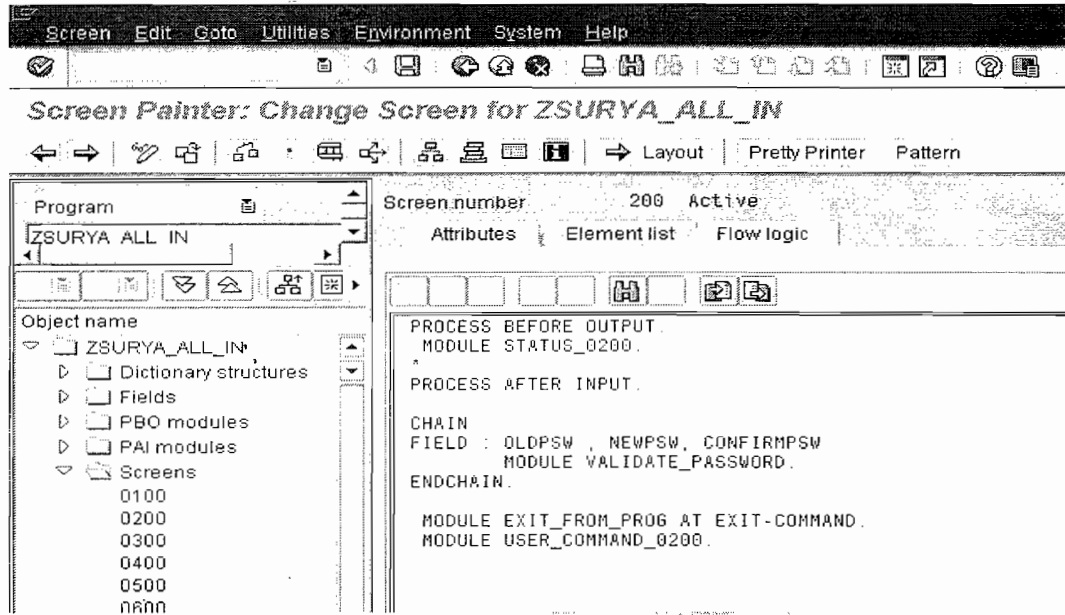 Screen Edit Goto Utilities Environment System Help
Screen Painter: Change Screen for ZSURYA_ALL_IN
Layout Pretty Printer Pattern
Program
ZSURYA ALL IN
Object name
ZSURYA_ALL_IN
Dictionary structures
Fields
PBO modules
PAI modules
Screens
0100
0200
0300
0400
0500
0600
Screen number 200 Active
Attributes Element list Flow logic
PROCESS BEFORE OUTPUT.
MODULE STATUS_0200.
*
PROCESS AFTER INPUT.
CHAIN
FIELD : OLDPSW , NEWPSW, CONFIRMPSW
MODULE VALIDATE_PASSWORD.
ENDCHAIN.
MODULE EXIT_FROM_PROG AT EXIT-COMMAND.
MODULE USER_COMMAND_0200.